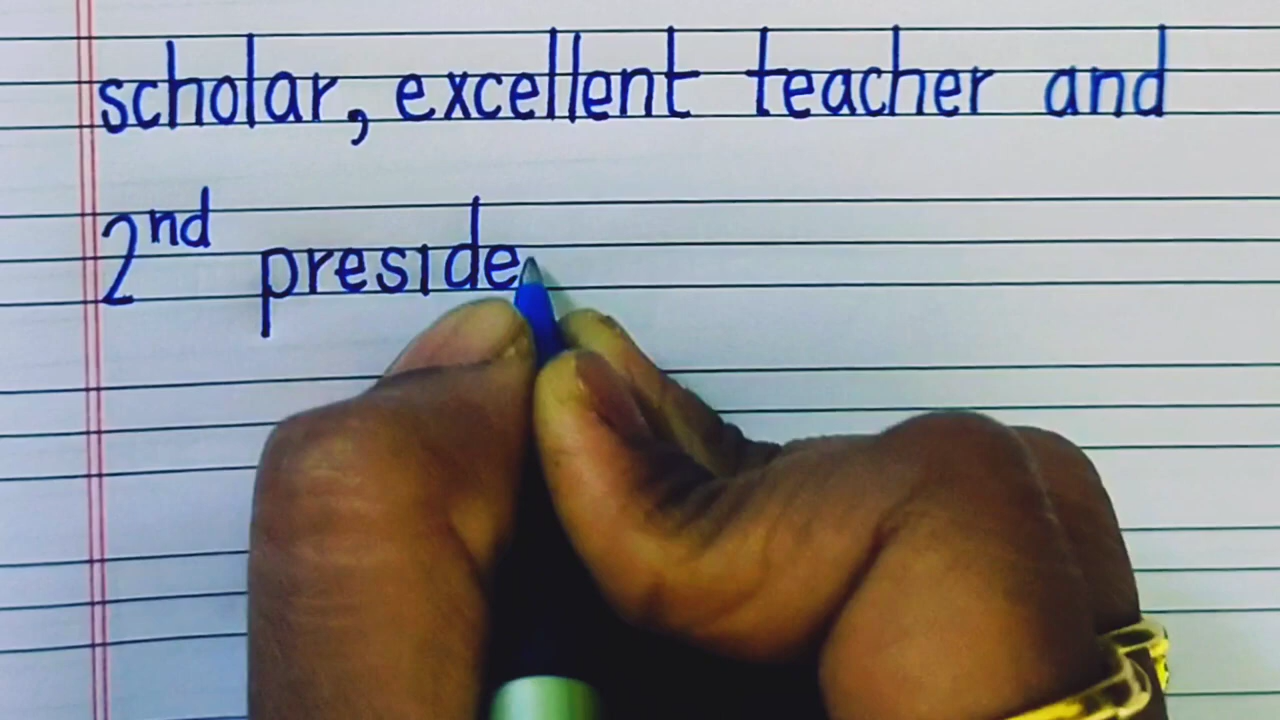 scholar, excellent teacher and
2nd preside